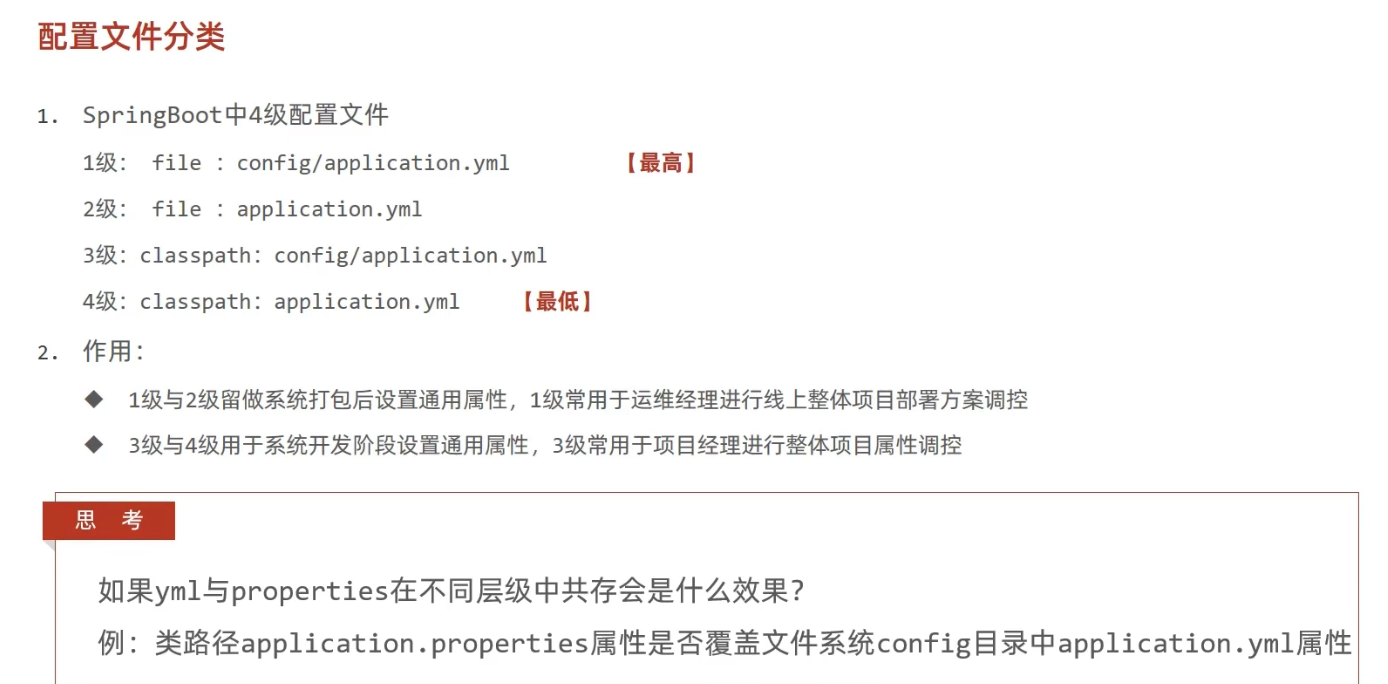 配置文件分类
1. SpringBoot中4级配置文件
1级： file ：config/application.yml 【最高】
2级： file ：application.yml
3级：classpath：config/application.yml
4级：classpath：application.yml 【最低】
2. 作用：
◆ 1级与2级留做系统打包后设置通用属性，1级常用于运维经理进行线上整体项目部署方案调控
◆ 3级与4级用于系统开发阶段设置通用属性，3级常用于项目经理进行整体项目属性调控
思 考
如果yml与properties在不同层级中共存会是什么效果？
例：类路径application.properties属性是否覆盖文件系统config目录中application.yml属性